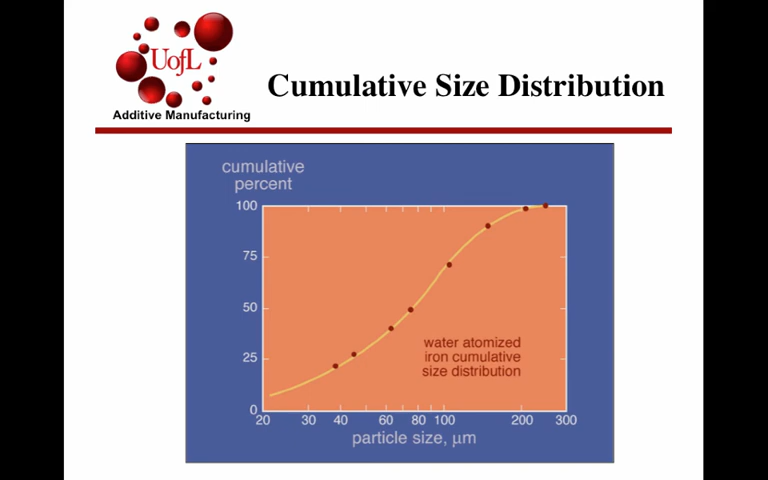 UofL
Additive Manufacturing
Cumulative Size Distribution
cumulative
percent
100
75
50
25
0
water atomized
iron cumulative
size distribution
20 30 40 60 80 100 200 300
particle size, μm